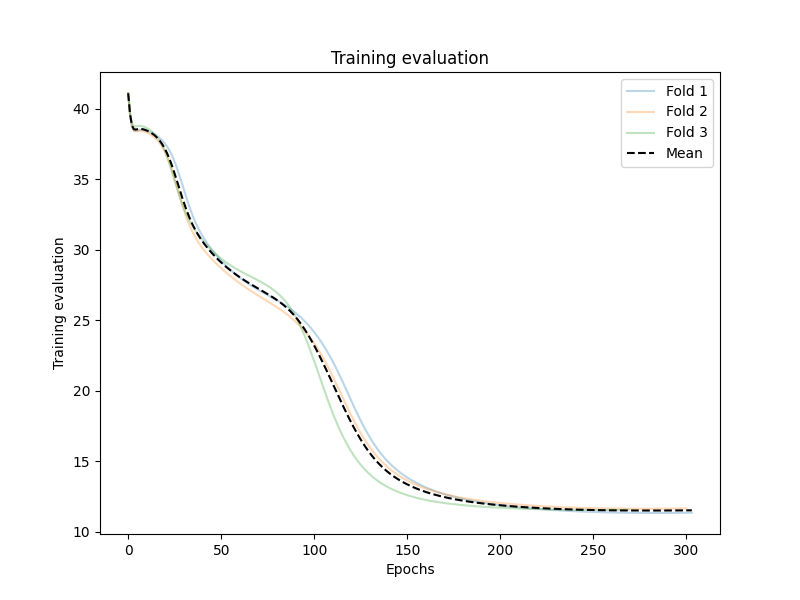 Training evaluation
Fold 1
Fold 2
Fold 3
Mean
Training evaluation
40
35
30
25
20
15
10
0 50 100 150 200 250 300
Epochs